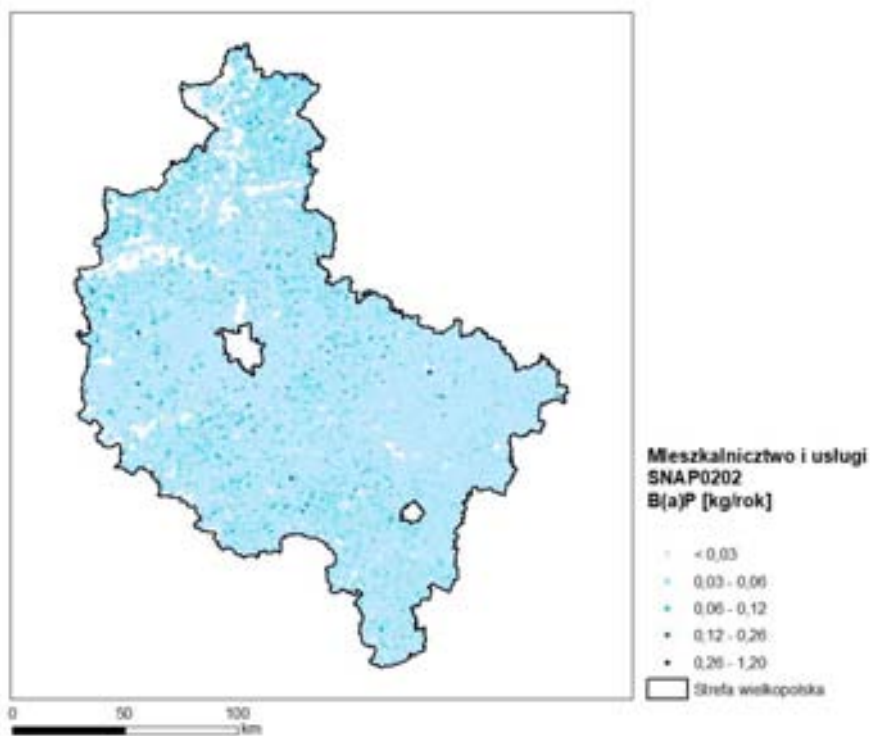 Mieszkalnictwo i usługi
SNAP0202
B(a)P [kg/rok]
< 0,03
0,03 - 0,06
0,06 - 0,12
0,12 - 0,26
0,26 - 1,20
Strefa wielkopolska
0 50 100
km